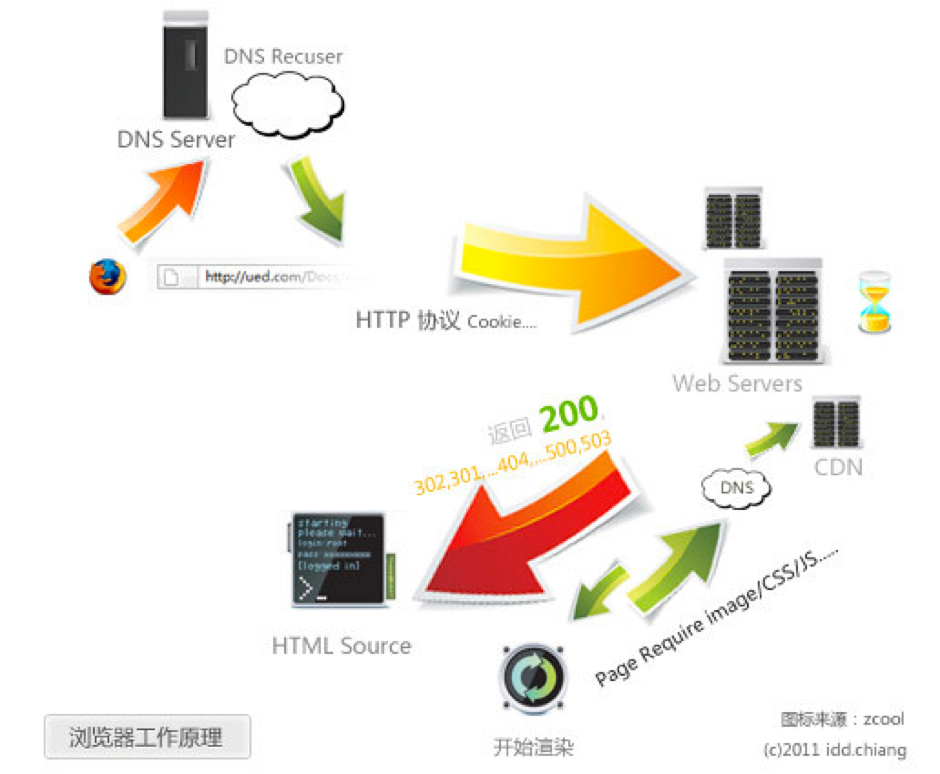 DNS Recuser
DNS Server
http://ued.com/Docs/
HTTP 协议 Cookie....
Web Servers
返回 200,
302,301,...404,...500,503
CDN
DNS
starting
please wait...
login:root
pass
[logged in]
Page Require image/CSS/JS.....
HTML Source
开始渲染
浏览器工作原理
图标来源：zcool
(c)2011 idd.chiang